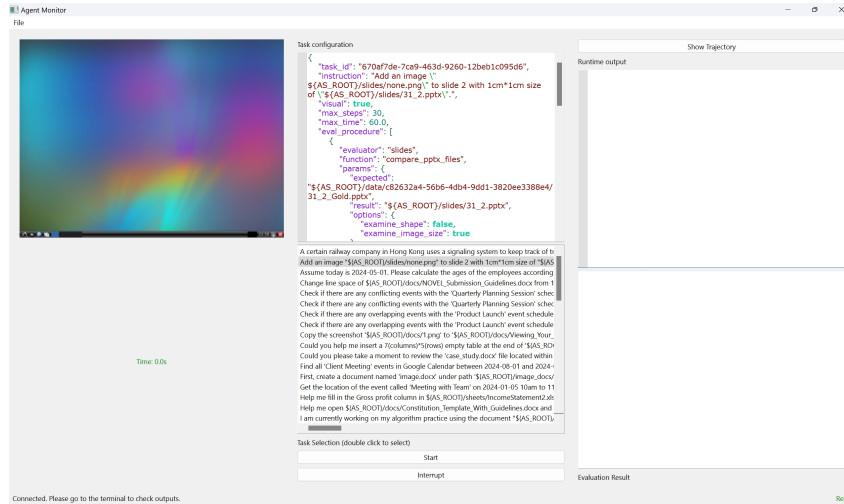 Agent Monitor
File
Task configuration
{
"task_id": "670af7de-7ca9-463d-9260-12beb1c095d6",
"instruction": "Add an image \"
${AS_ROOT}/slides/none.png\" to slide 2 with 1cm*1cm size
of \"${AS_ROOT}/slides/31_2.pptx\".",
"visual": true,
"max_steps": 30,
"max_time": 60.0,
"eval_procedure": [
{
"evaluator": "slides",
"function": "compare_pptx_files",
"params": {
"expected":
"${AS_ROOT}/data/c82632a4-56b6-4db4-9dd1-3820ee3388e4/
31_2_Gold.pptx",
"result": "${AS_ROOT}/slides/31_2.pptx",
"options": {
"examine_shape": false,
"examine_image_size": true
A certain railway company in Hong Kong uses a signaling system to keep track of
Add an image "${AS_ROOT}/slides/none.png" to slide 2 with 1cm*1cm size of "${AS
Assume today is 2024-05-01. Please calculate the ages of the employees according
Change line space of ${AS_ROOT}/docs/NOVEL_Submission_Guidelines.docx from 1
Check if there are any conflicting events with the 'Quarterly Planning Session'
Check if there are any conflicting events with the 'Quarterly Planning Session'
Check if there are any overlapping events with the 'Product Launch' event schedule
Check if there are any overlapping events with the 'Product Launch' event schedule
Copy the screenshot '${AS_ROOT}/docs/1.png' to '${AS_ROOT}/docs/Viewing_Your_
Could you help me insert a 7(columns)*5(rows) empty table at the end of '${AS_RO
Could you please take a moment to review the 'case_study.docx' file located within
Find all 'Client Meeting' events in Google Calendar between 2024-08-01 and 2024-
First, create a document named 'image.docx' under path '${AS_ROOT}/image_docs/
Get the location of the event called 'Meeting with Team' on 2024-01-05 10am to 11
Help me fill in the Gross profit column in ${AS_ROOT}/sheets/IncomeStatement2.xls
Help me open ${AS_ROOT}/docs/Constitution_Template_With_Guidelines.docx and
I am currently working on my algorithm practice using the document "${AS_ROOT}/
Task Selection (double click to select)
Start
Interrupt
Time: 0.0s
Show Trajectory
Runtime output
Evaluation Result
Connected. Please go to the terminal to check outputs.
Re